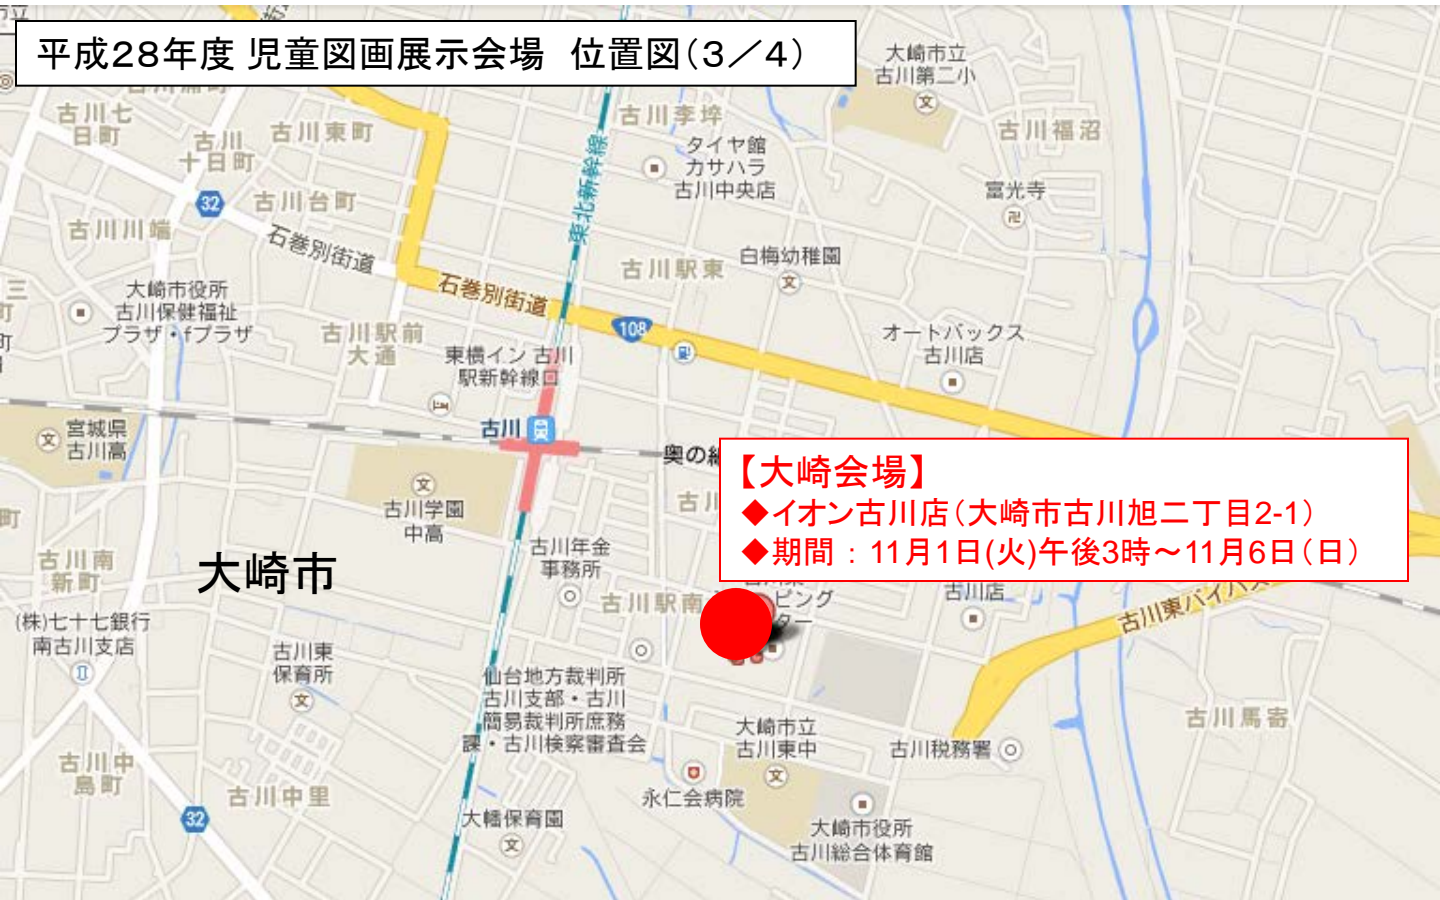 平成28年度 児童図画展示会場　位置図（3／4）
大崎市立
古川第二小
古川七
日町
古川
十日町
古川東町
古川李埣
タイヤ館
カサハラ
古川中央店
古川福沼
富光寺
32
古川台町
東北新幹線
古川川端
石巻別街道
古川駅東
白梅幼稚園
石巻別街道
大崎市役所
古川保健福祉
プラザ・fプラザ
三
町
古川駅前
大通
東横イン 古川
駅新幹線口
108
オートバックス
古川店
宮城県
古川高
古川
奥の細
【大崎会場】
◆イオン古川店（大崎市古川旭二丁目2-1）
◆期間：11月1日(火)午後3時～11月6日（日）
古川学園
中高
古川
町
古川南
新町
大崎市
古川年金
事務所
古川駅南
ピング
ター
古川店
古川東バイパス
(株)七十七銀行
南古川支店
古川東
保育所
仙台地方裁判所
古川支部・古川
簡易裁判所庶務
課・古川検察審査会
大崎市立
古川東中
古川税務署
古川馬寄
古川中
島町
古川中里
32
永仁会病院
大幡保育園
大崎市役所
古川総合体育館